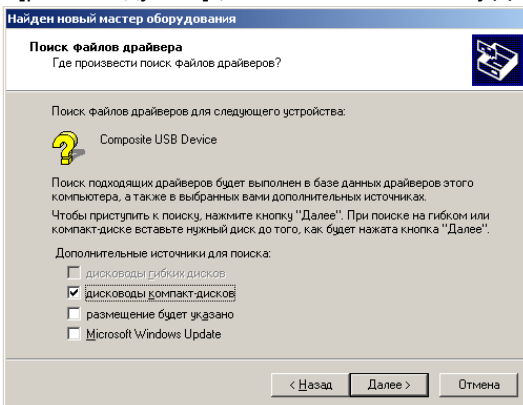 Найден новый мастер оборудования
Поиск файлов драйвера
Где произвести поиск файлов драйверов?
Поиск файлов драйверов для следующего устройства:
Composite USB Device
Поиск подходящих драйверов будет выполнен в базе данных драйверов этого
компьютера, а также в выбранных вами дополнительных источниках.
Чтобы приступить к поиску, нажмите кнопку "Далее". При поиске на гибком или
компакт-диске вставьте нужный диск до того, как будет нажата кнопка "Далее".
Дополнительные источники для поиска:
дисководы гибких дисков
дисководы компакт-дисков
размещение будет указано
Microsoft Windows Update
< Назад Далее > Отмена